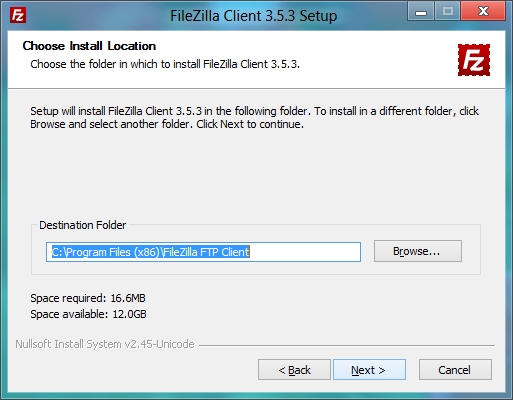 FileZilla Client 3.5.3 Setup
Choose Install Location
Choose the folder in which to install FileZilla Client 3.5.3.
Setup will install FileZilla Client 3.5.3 in the following folder. To install in a different folder, click
Browse and select another folder. Click Next to continue.
Destination Folder
C:\Program Files (x86)\FileZilla FTP Client
Browse...
Space required: 16.6MB
Space available: 12.0GB
Nullsoft Install System v2.45-Unicode
< Back
Next >
Cancel